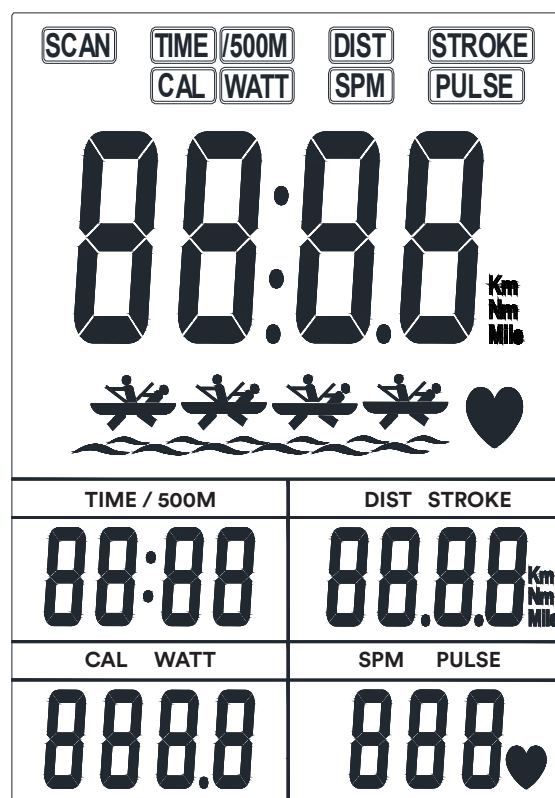 SCAN TIME /500M DIST STROKE
CAL WATT SPM PULSE
88:8.8
Km
Nm
Mile
TIME / 500M DIST STROKE
88:88 88.8.8
Km
Nm
Mile
CAL WATT SPM PULSE
888.8 888